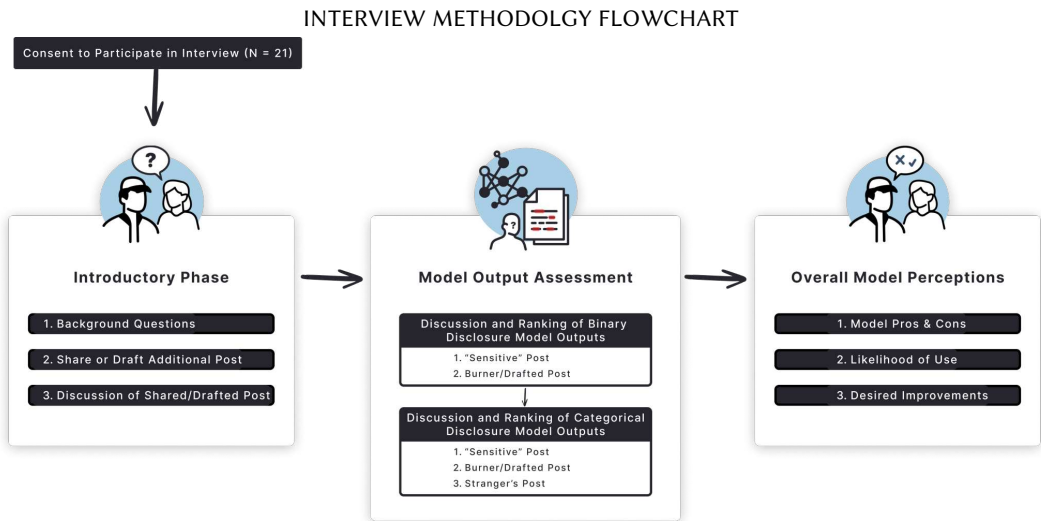 INTERVIEW METHODOLGY FLOWCHART
Consent to Participate in Interview (N = 21)
?
Introductory Phase
1. Background Questions
2. Share or Draft Additional Post
3. Discussion of Shared/Drafted Post
?
Model Output Assessment
Discussion and Ranking of Binary
Disclosure Model Outputs
1. "Sensitive" Post
2. Burner/Drafted Post
Discussion and Ranking of Categorical
Disclosure Model Outputs
1. "Sensitive" Post
2. Burner/Drafted Post
3. Stranger's Post
Overall Model Perceptions
1. Model Pros & Cons
2. Likelihood of Use
3. Desired Improvements